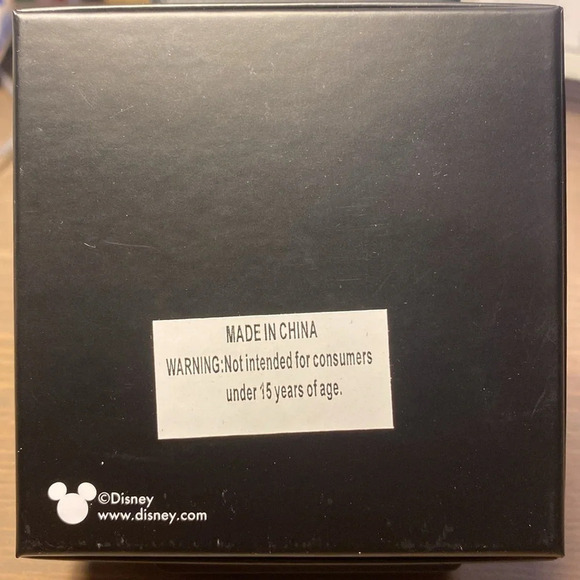 MADE IN CHINA
WARNING:Not intended for consumers
under 15 years of age.
©Disney
www.disney.com